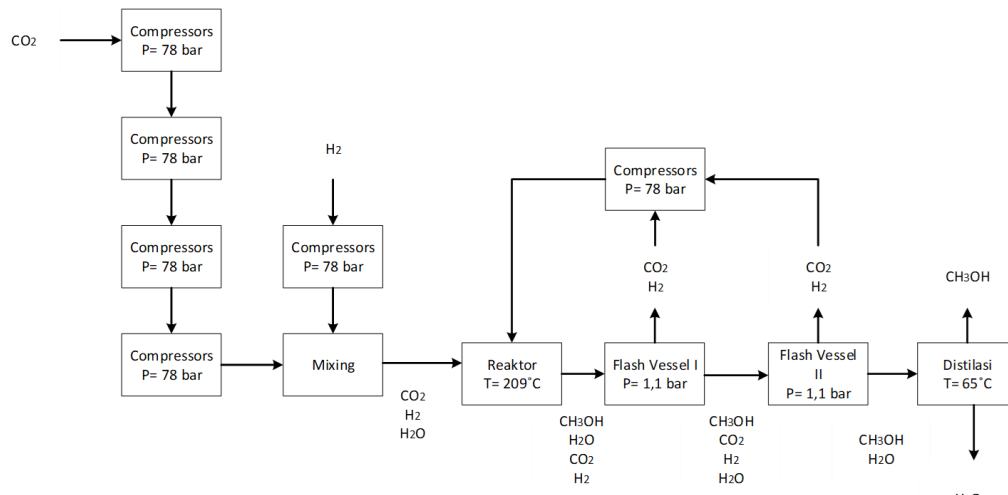 CO2
Compressors
P= 78 bar
Compressors
P= 78 bar
Compressors
P= 78 bar
Compressors
P= 78 bar
H2
Compressors
P= 78 bar
Mixing
CO2
H2
H2O
Reaktor
T= 209˚C
CH3OH
H2O
CO2
H2
Compressors
P= 78 bar
CO2
H2
Flash Vessel I
P= 1,1 bar
CH3OH
CO2
H2
H2O
CO2
H2
Flash Vessel
II
P= 1,1 bar
CH3OH
H2O
CH3OH
Distilasi
T= 65˚C